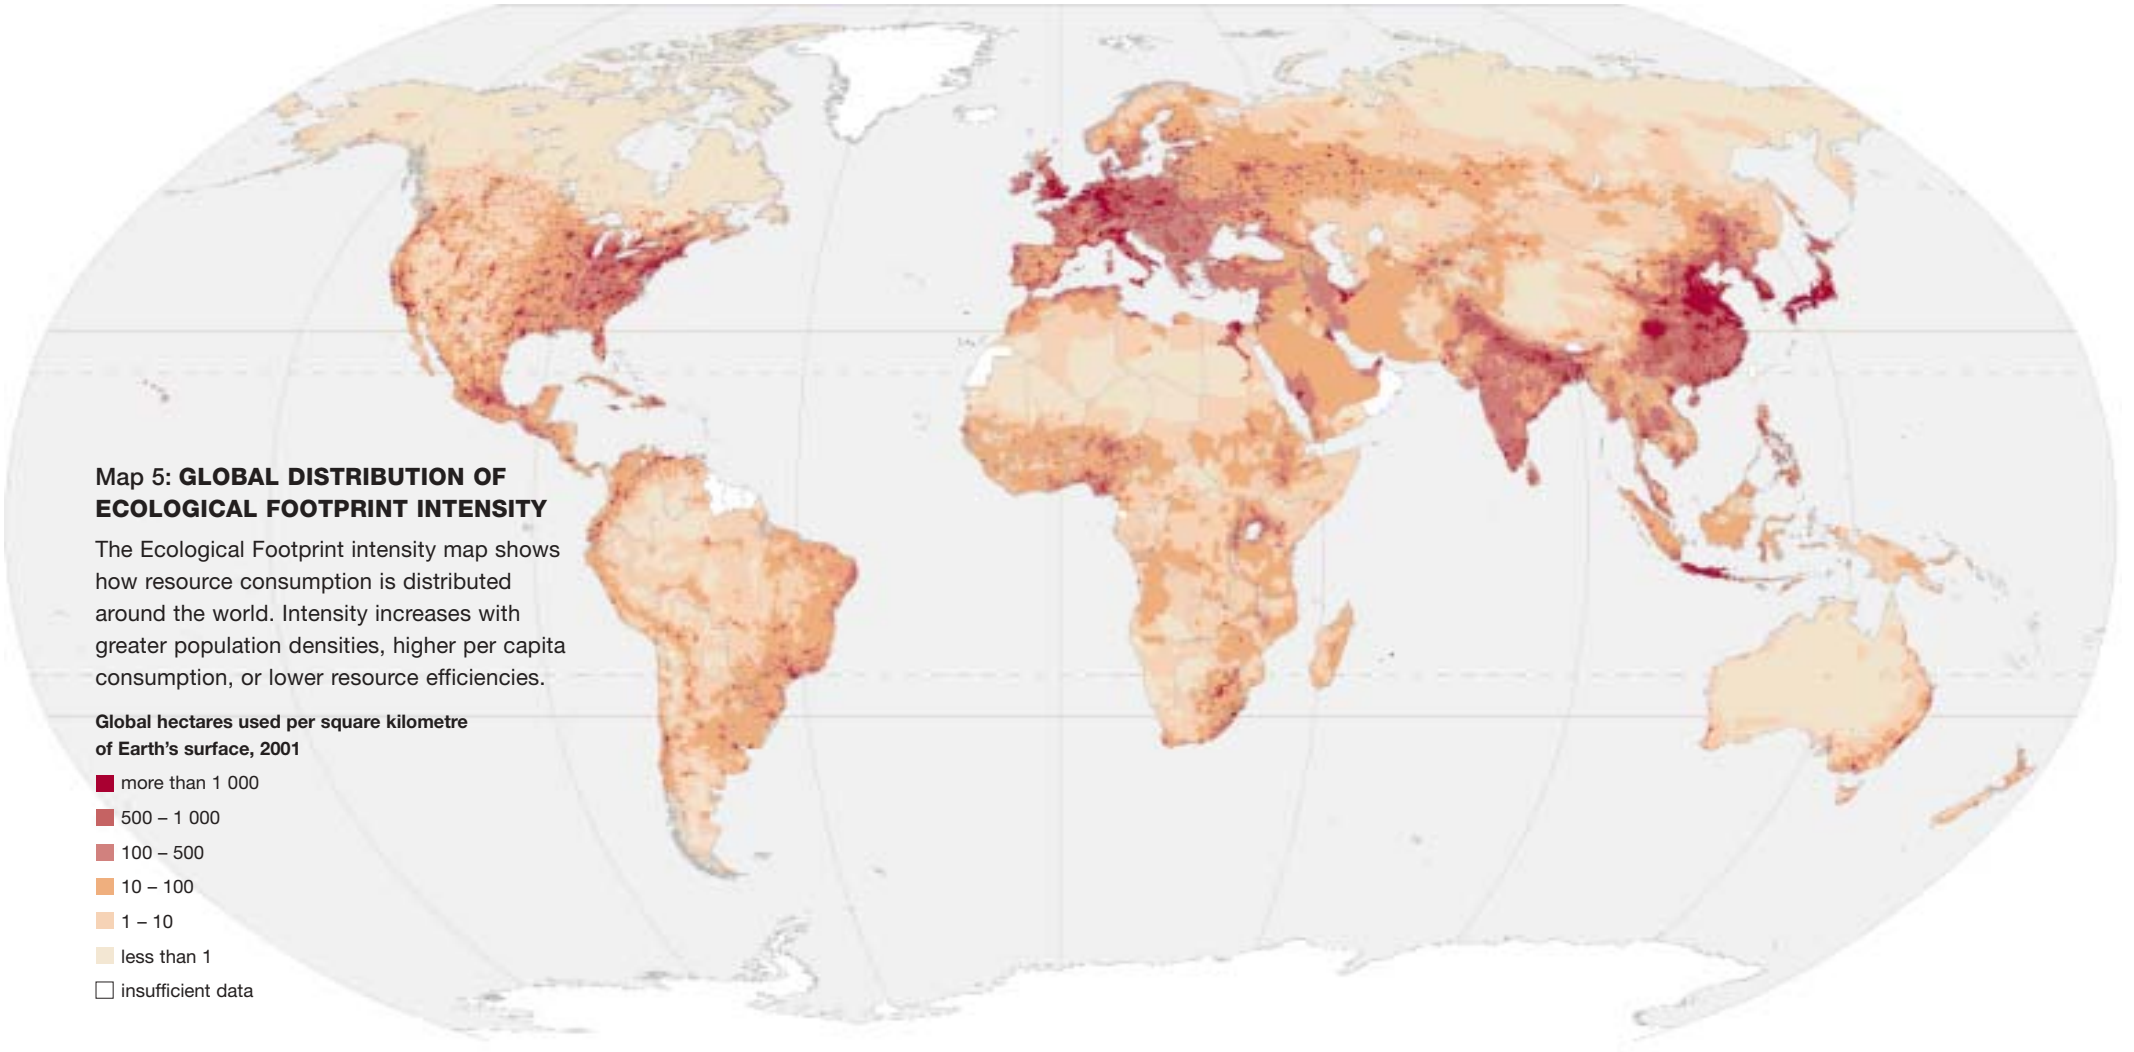 Map 5: GLOBAL DISTRIBUTION OF
ECOLOGICAL FOOTPRINT INTENSITY
The Ecological Footprint intensity map shows
how resource consumption is distributed
around the world. Intensity increases with
greater population densities, higher per capita
consumption, or lower resource efficiencies.
Global hectares used per square kilometre
of Earth's surface, 2001
more than 1 000
500 – 1 000
100 – 500
10 – 100
1 – 10
less than 1
insufficient data